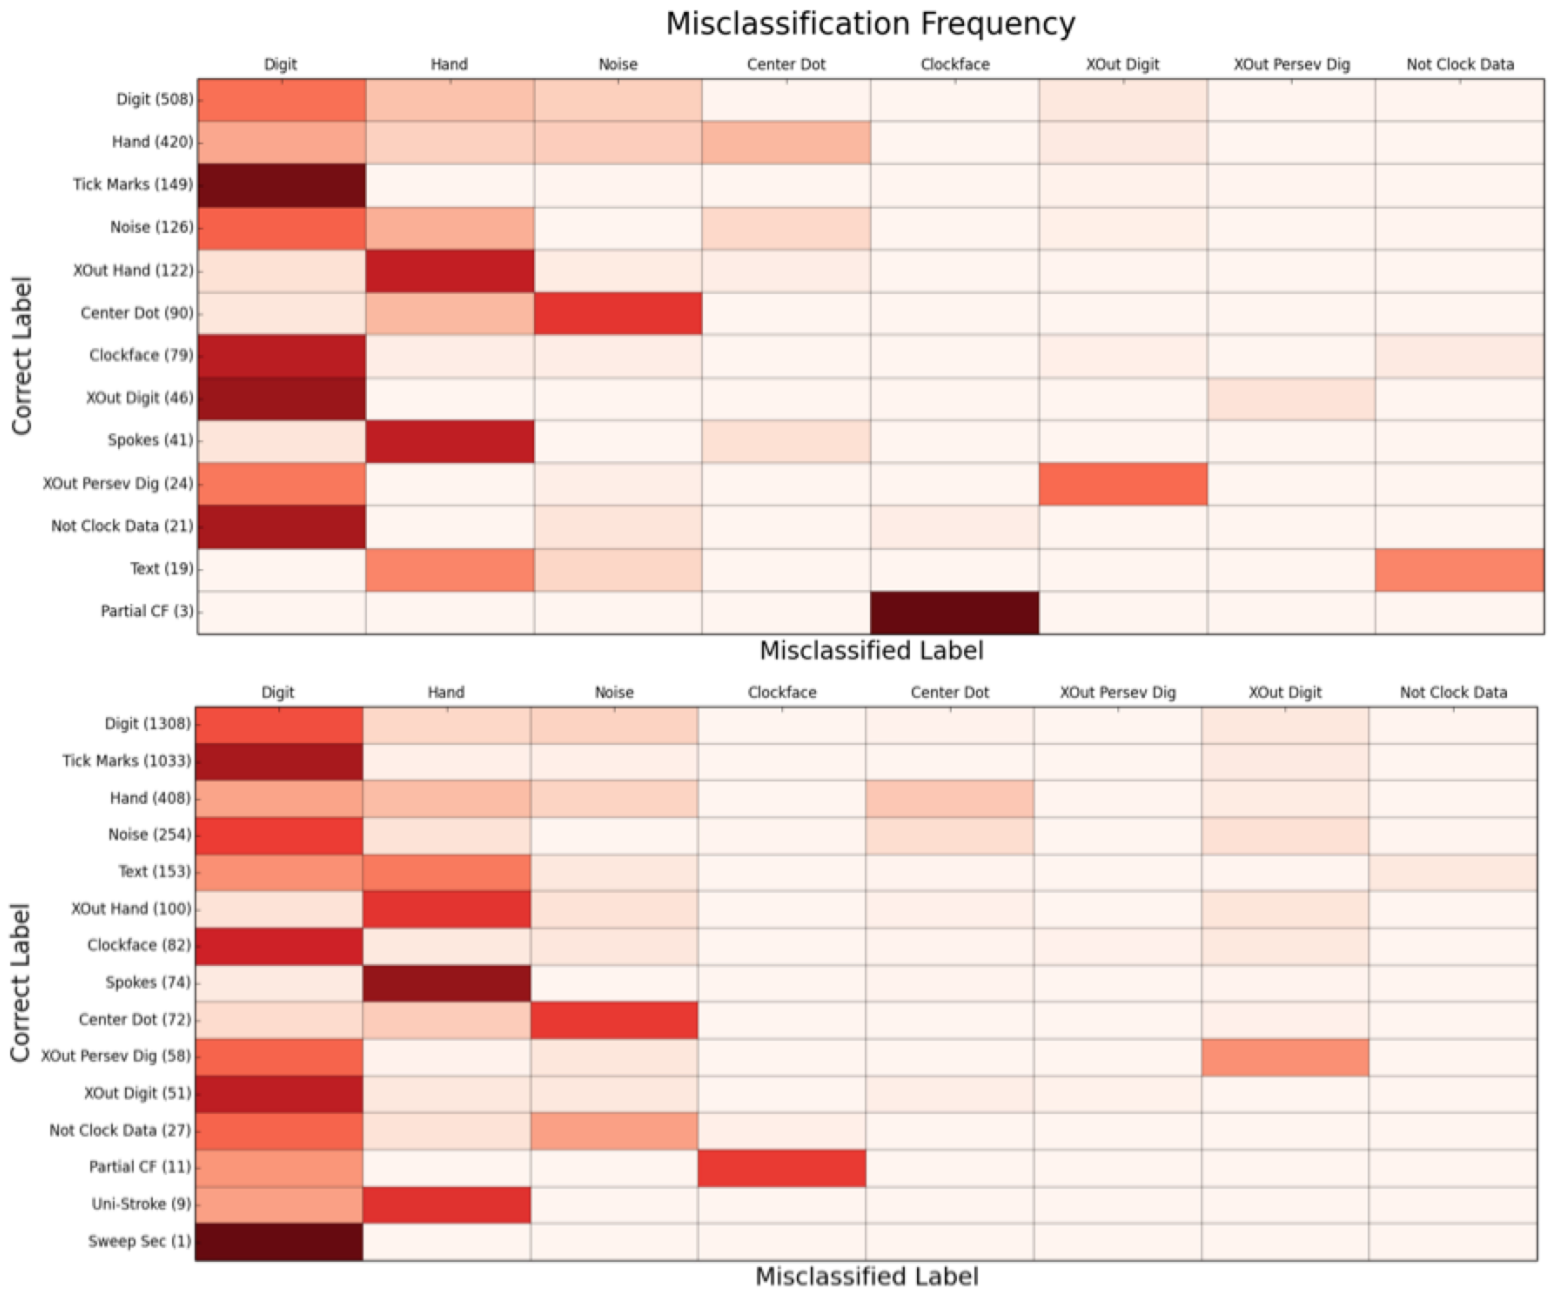 Misclassification Frequency
Digit Hand Noise Center Dot Clockface XOut Digit XOut Persev Dig Not Clock Data
Correct Label
Digit (508)
Hand (420)
Tick Marks (149)
Noise (126)
XOut Hand (122)
Center Dot (90)
Clockface (79)
XOut Digit (46)
Spokes (41)
XOut Persev Dig (24)
Not Clock Data (21)
Text (19)
Partial CF (3)
Misclassified Label
Digit Hand Noise Clockface Center Dot XOut Persev Dig XOut Digit Not Clock Data
Correct Label
Digit (1308)
Tick Marks (1033)
Hand (408)
Noise (254)
Text (153)
XOut Hand (100)
Clockface (82)
Spokes (74)
Center Dot (72)
XOut Persev Dig (58)
XOut Digit (51)
Not Clock Data (27)
Partial CF (11)
Uni-Stroke (9)
Sweep Sec (1)
Misclassified Label